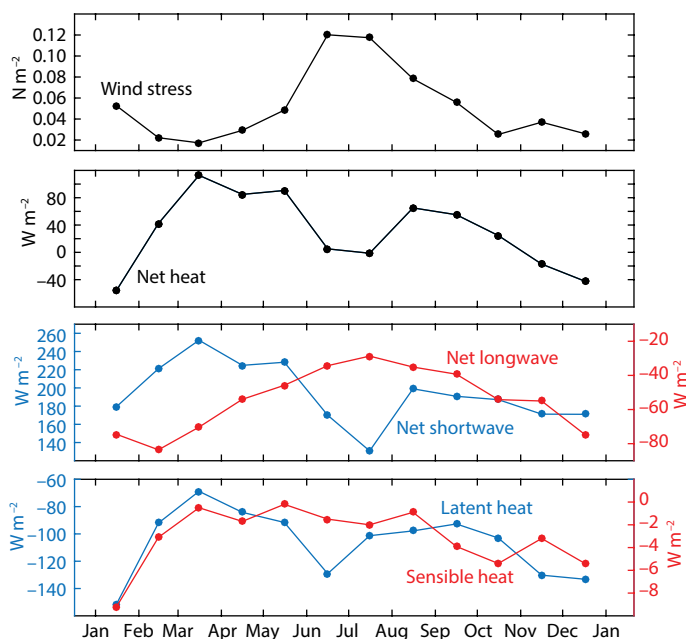 0.12
0.10
0.08
0.06
0.04
0.02
N m⁻²
Wind stress
80
40
0
−40
W m⁻²
Net heat
260
240
220
200
180
160
140
W m⁻²
Net longwave
Net shortwave
−20
−40
−60
−80
W m⁻²
−60
−80
−100
−120
−140
W m⁻²
Latent heat
Sensible heat
0
−2
−4
−6
−8
W m⁻²
Jan Feb Mar Apr May Jun Jul Aug Sep Oct Nov Dec Jan